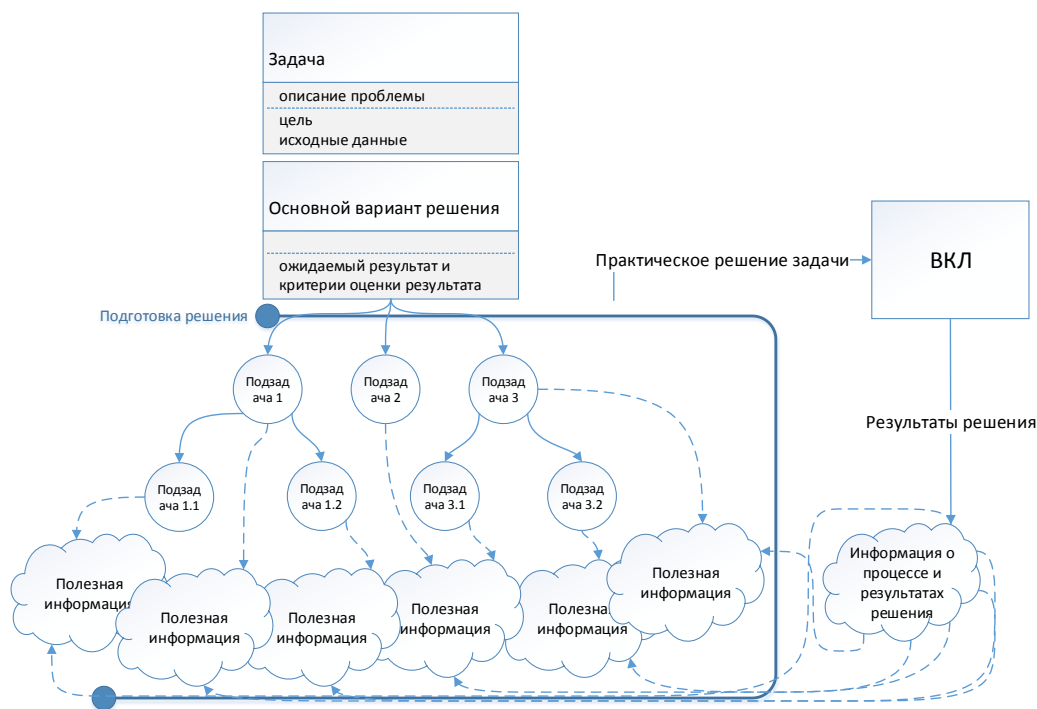 Задача
описание проблемы
цель
исходные данные
Основной вариант решения
ожидаемый результат и
критерии оценки результата
Практическое решение задачи
ВКЛ
Подготовка решения
Подзад
ача 1
Подзад
ача 2
Подзад
ача 3
Результаты решения
Подзад
ача 1.1
Подзад
ача 1.2
Подзад
ача 3.1
Подзад
ача 3.2
Полезная
информация
Полезная
информация
Полезная
информация
Полезная
информация
Полезная
информация
Полезная
информация
Информация о
процессе и
результатах
решения